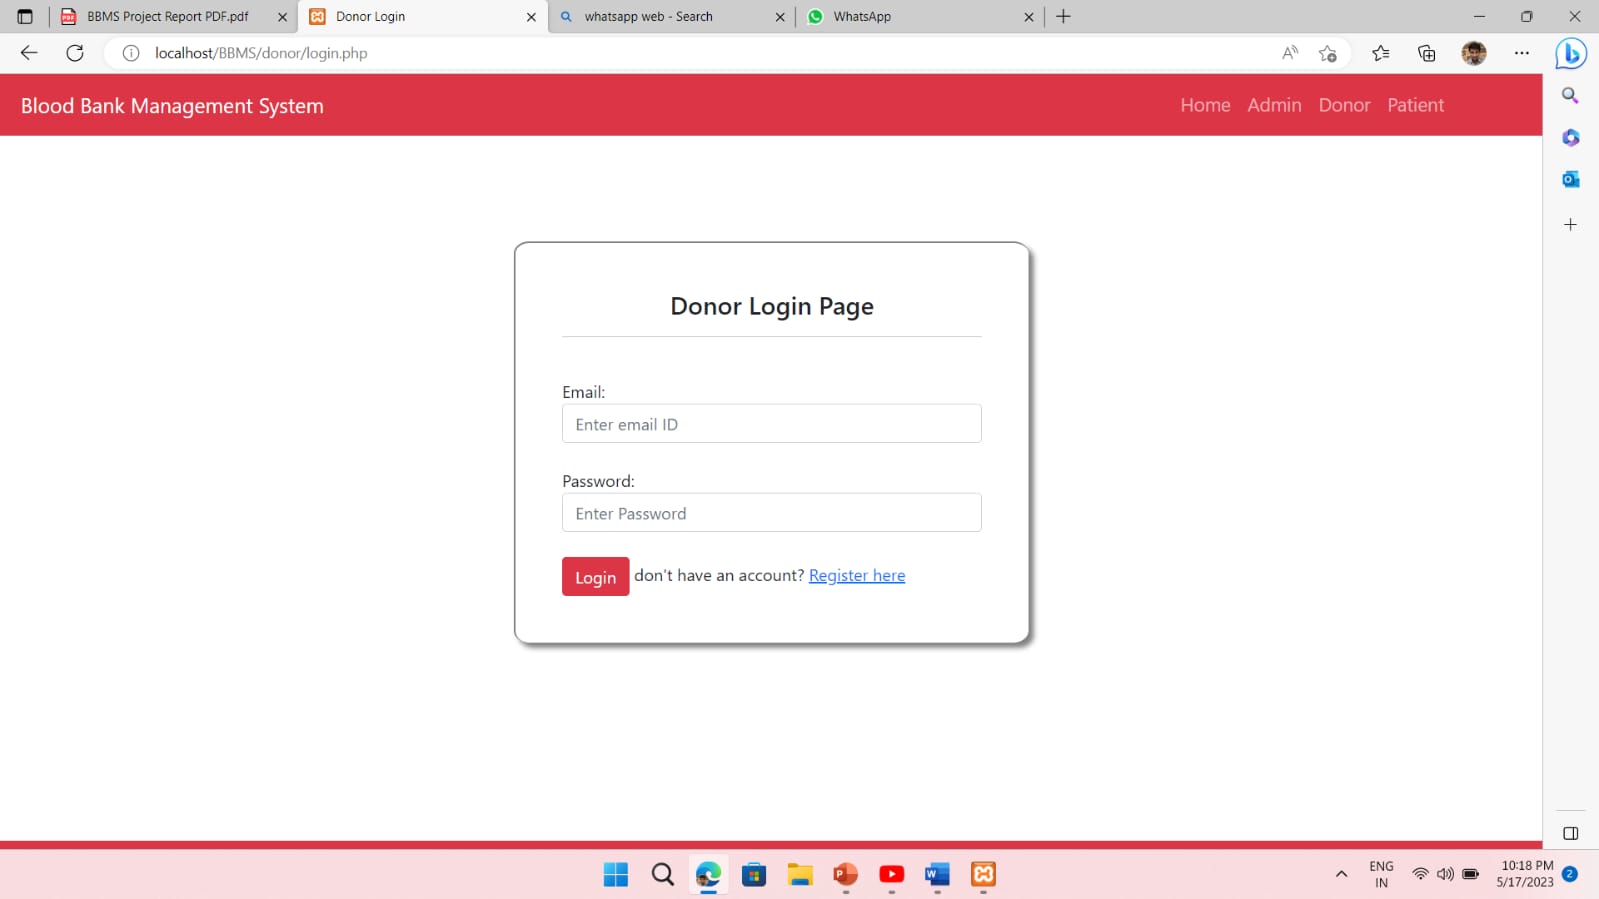 BBMS Project Report PDF.pdf
Donor Login
whatsapp web - Search
WhatsApp
localhost/BBMS/donor/login.php
Blood Bank Management System
Home Admin Donor Patient
Donor Login Page
Email:
Enter email ID
Password:
Enter Password
Login don't have an account? Register here
ENG
IN
10:18 PM
5/17/2023
2